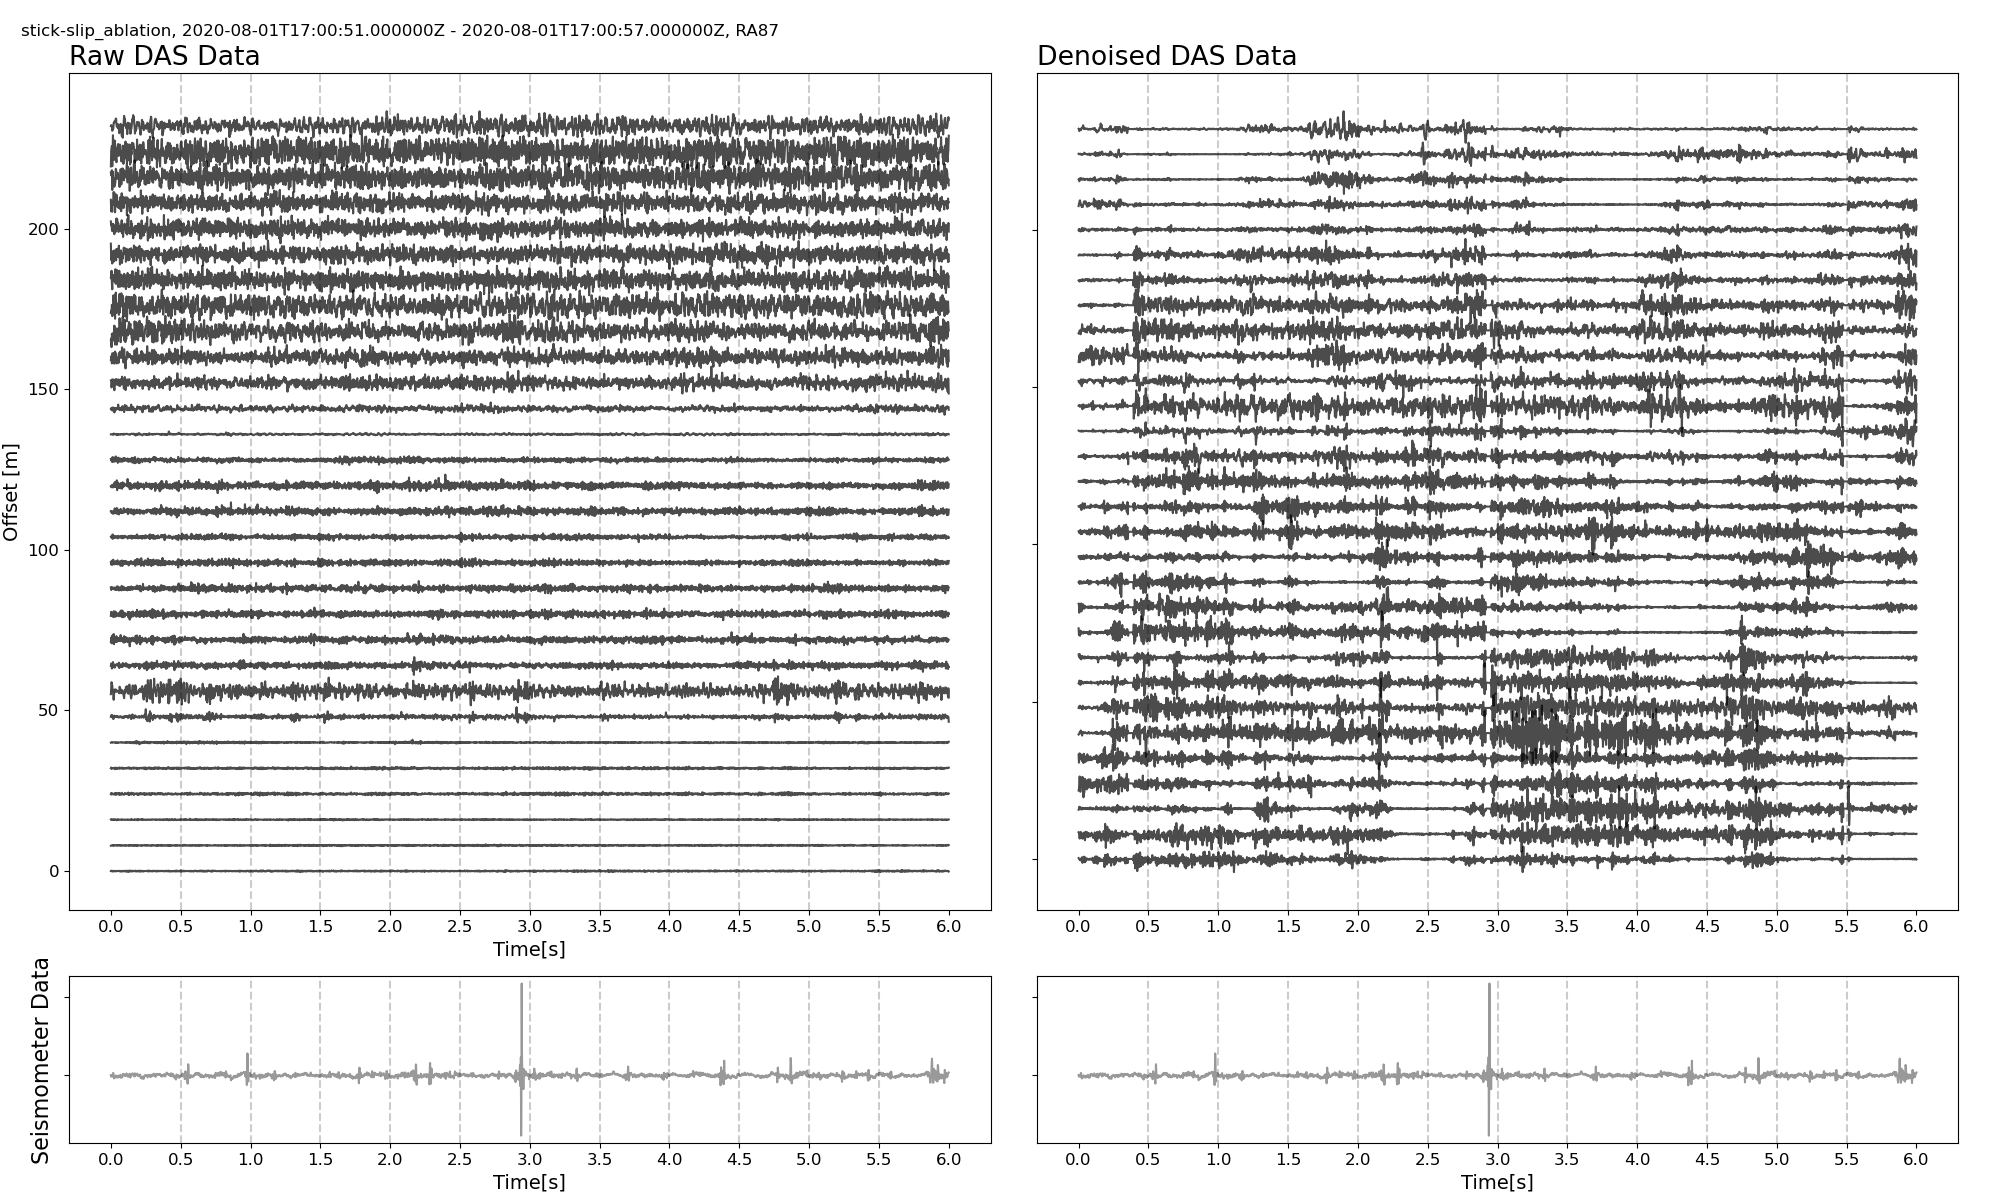 stick-slip_ablation, 2020-08-01T17:00:51.000000Z - 2020-08-01T17:00:57.000000Z, RA87
Raw DAS Data
Denoised DAS Data
Offset [m]
200
150
100
50
0
0.0 0.5 1.0 1.5 2.0 2.5 3.0 3.5 4.0 4.5 5.0 5.5 6.0
Time[s]
0.0 0.5 1.0 1.5 2.0 2.5 3.0 3.5 4.0 4.5 5.0 5.5 6.0
Seismometer Data
0.0 0.5 1.0 1.5 2.0 2.5 3.0 3.5 4.0 4.5 5.0 5.5 6.0
Time[s]
0.0 0.5 1.0 1.5 2.0 2.5 3.0 3.5 4.0 4.5 5.0 5.5 6.0
Time[s]